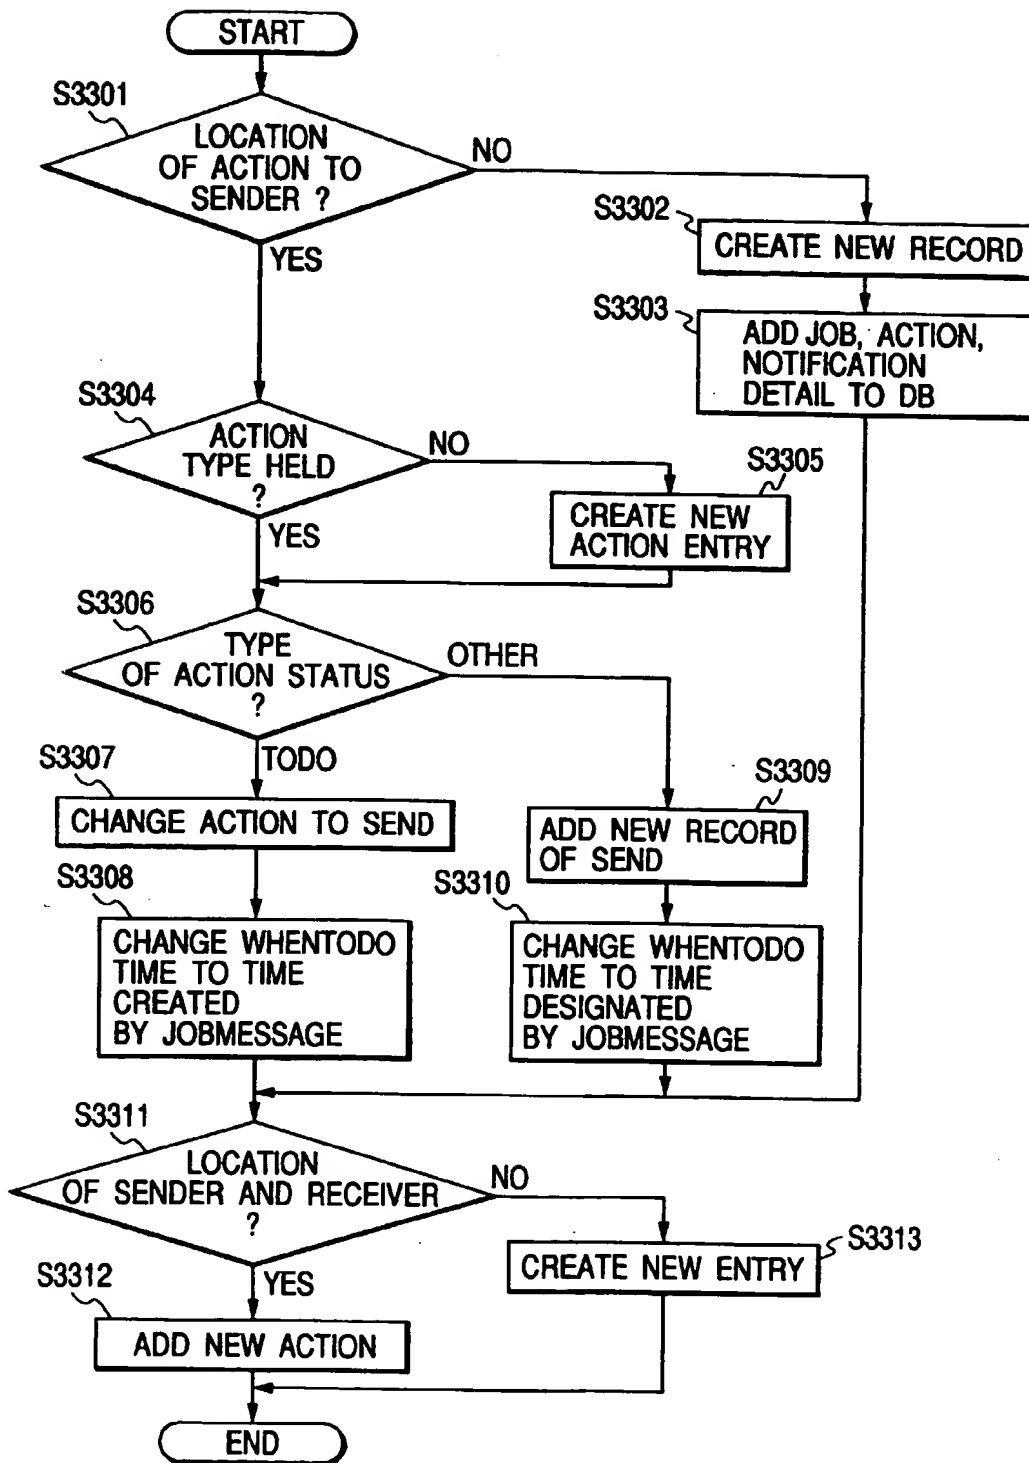 START
S3301
LOCATION
OF ACTION TO
SENDER ?
NO
YES
S3302
CREATE NEW RECORD
S3303
ADD JOB, ACTION,
NOTIFICATION
DETAIL TO DB
S3304
ACTION
TYPE HELD
?
NO
YES
S3305
CREATE NEW
ACTION ENTRY
S3306
TYPE
OF ACTION STATUS
?
OTHER
TODO
S3307
CHANGE ACTION TO SEND
S3309
ADD NEW RECORD
OF SEND
S3308
CHANGE WHENTODO
TIME TO TIME
CREATED
BY JOBMESSAGE
S3310
CHANGE WHENTODO
TIME TO TIME
DESIGNATED
BY JOBMESSAGE
S3311
LOCATION
OF SENDER AND RECEIVER
?
NO
YES
S3313
CREATE NEW ENTRY
S3312
ADD NEW ACTION
END